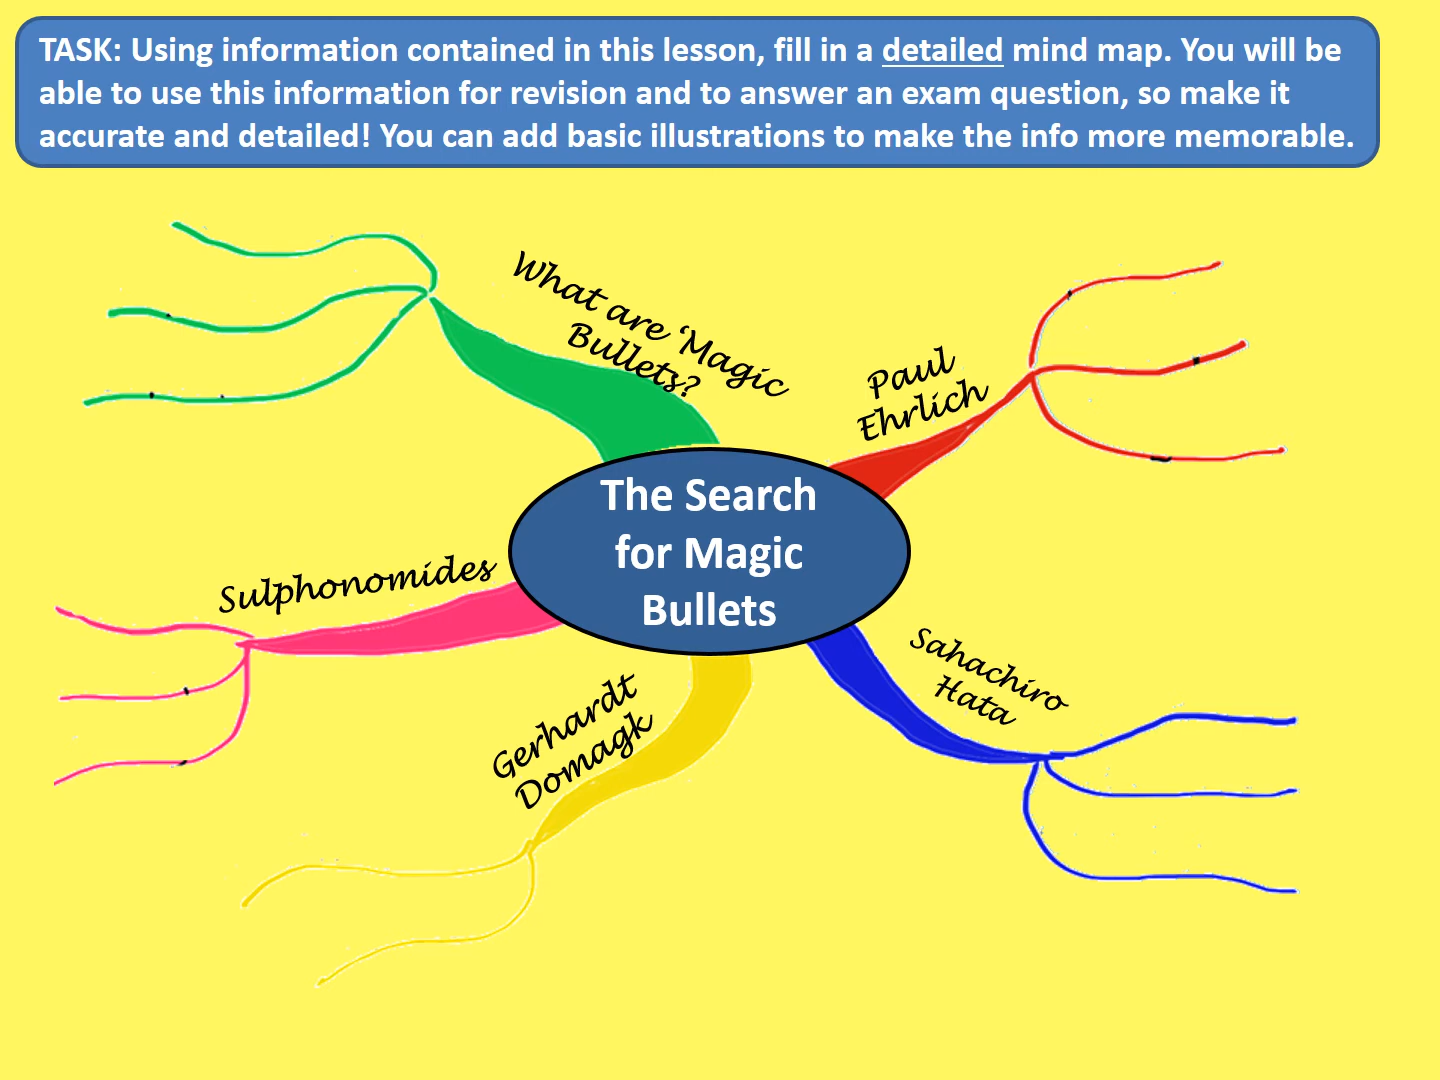 TASK: Using information contained in this lesson, fill in a detailed mind map. You will be
able to use this information for revision and to answer an exam question, so make it
accurate and detailed! You can add basic illustrations to make the info more memorable.
What are ‘Magic
Bullets?
Paul
Ehrlich
The Search
for Magic
Bullets
Sulphonomides
Sahachiro
Hata
Gerhardt
Domagk